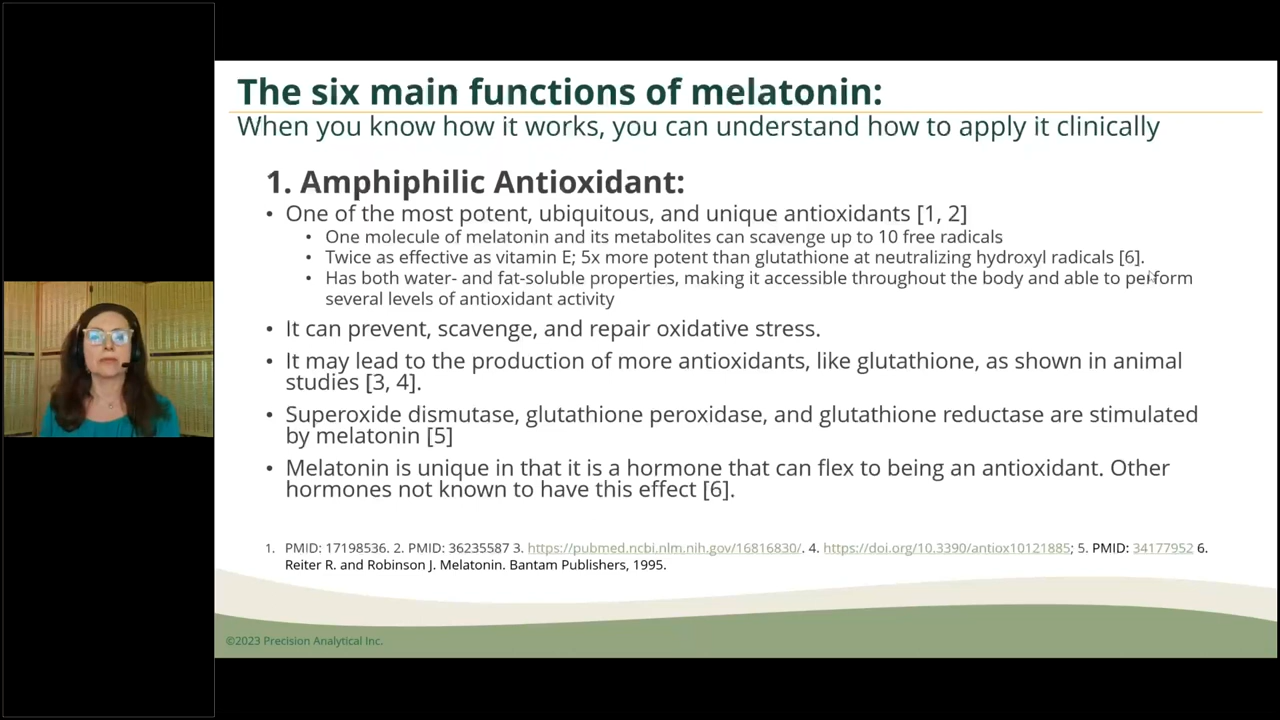 The six main functions of melatonin:
When you know how it works, you can understand how to apply it clinically
1. Amphiphilic Antioxidant:
• One of the most potent, ubiquitous, and unique antioxidants [1, 2]
• One molecule of melatonin and its metabolites can scavenge up to 10 free radicals
• Twice as effective as vitamin E; 5x more potent than glutathione at neutralizing hydroxyl radicals [6].
• Has both water- and fat-soluble properties, making it accessible throughout the body and able to perform
several levels of antioxidant activity
• It can prevent, scavenge, and repair oxidative stress.
• It may lead to the production of more antioxidants, like glutathione, as shown in animal
studies [3, 4].
• Superoxide dismutase, glutathione peroxidase, and glutathione reductase are stimulated
by melatonin [5]
• Melatonin is unique in that it is a hormone that can flex to being an antioxidant. Other
hormones not known to have this effect [6].
1. PMID: 17198536. 2. PMID: 36235587 3. https://pubmed.ncbi.nlm.nih.gov/16816830/. 4. https://doi.org/10.3390/antiox10121885; 5. PMID: 34177952 6.
Reiter R. and Robinson J. Melatonin. Bantam Publishers, 1995.
©2023 Precision Analytical Inc.